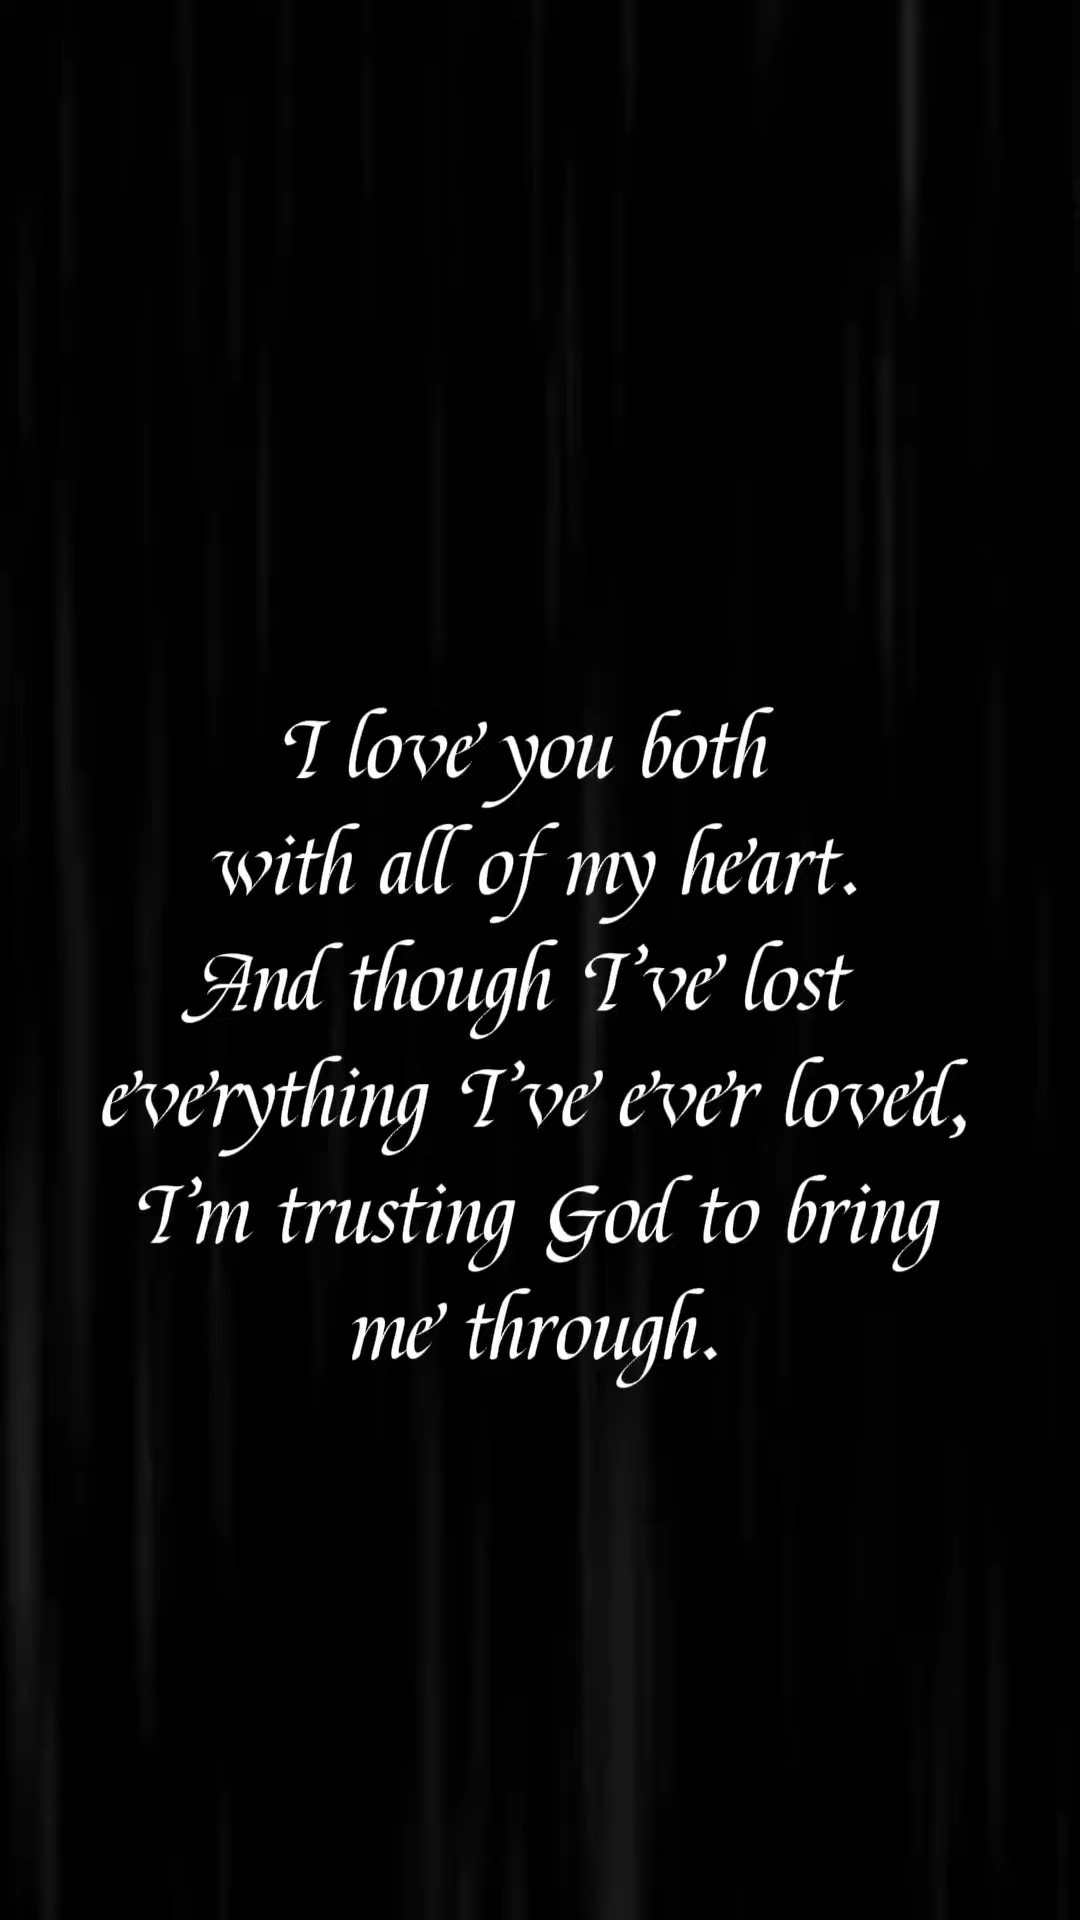 I love you both
with all of my heart.
And though I've lost
everything I've ever loved,
I'm trusting God to bring
me through.